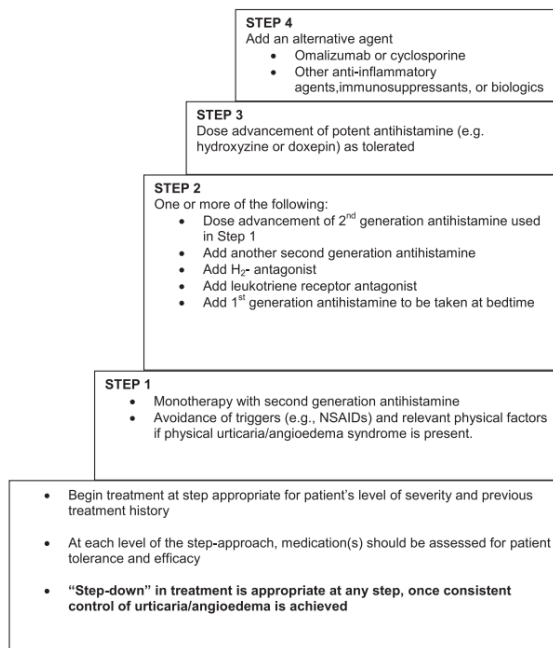 STEP 4
Add an alternative agent
• Omalizumab or cyclosporine
• Other anti-inflammatory
agents,immunosuppressants, or biologics
STEP 3
Dose advancement of potent antihistamine (e.g.
hydroxyzine or doxepin) as tolerated
STEP 2
One or more of the following:
• Dose advancement of 2nd generation antihistamine used
in Step 1
• Add another second generation antihistamine
• Add H2- antagonist
• Add leukotriene receptor antagonist
• Add 1st generation antihistamine to be taken at bedtime
STEP 1
• Monotherapy with second generation antihistamine
• Avoidance of triggers (e.g., NSAIDs) and relevant physical factors
if physical urticaria/angioedema syndrome is present.
• Begin treatment at step appropriate for patient’s level of severity and previous
treatment history
• At each level of the step-approach, medication(s) should be assessed for patient
tolerance and efficacy
• “Step-down” in treatment is appropriate at any step, once consistent
control of urticaria/angioedema is achieved